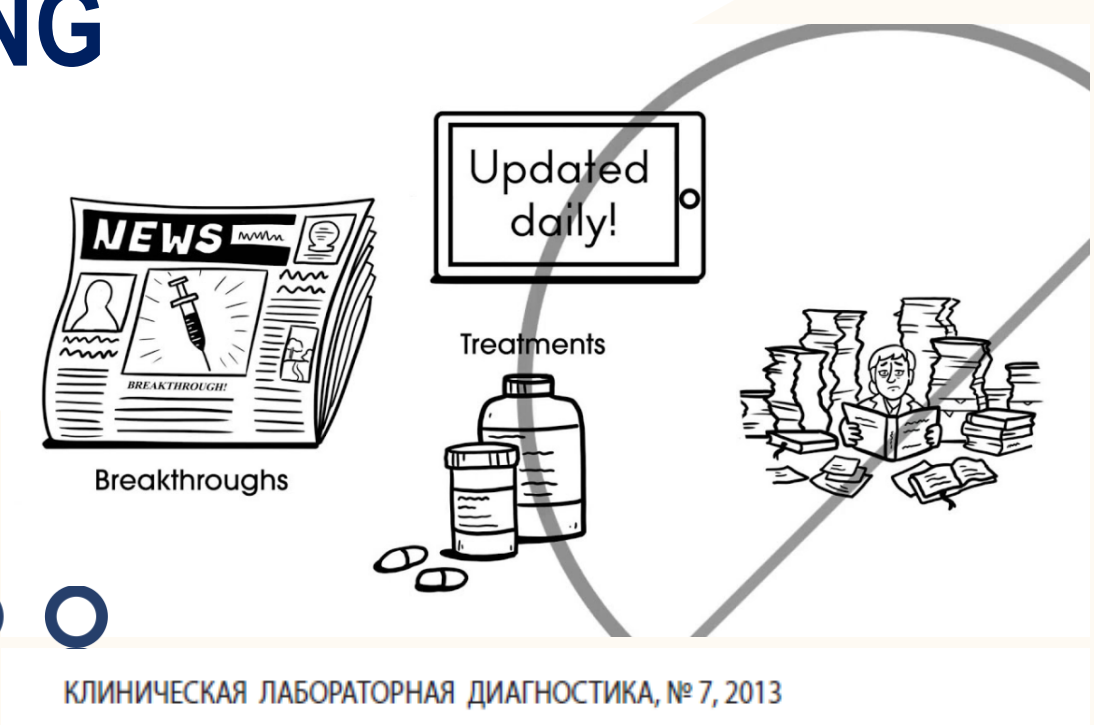 NG
Updated
daily!
NEWS
BREAKTHROUGH!
Treatments
Breakthroughs
КЛИНИЧЕСКАЯ ЛАБОРАТОРНАЯ ДИАГНОСТИКА, № 7, 2013